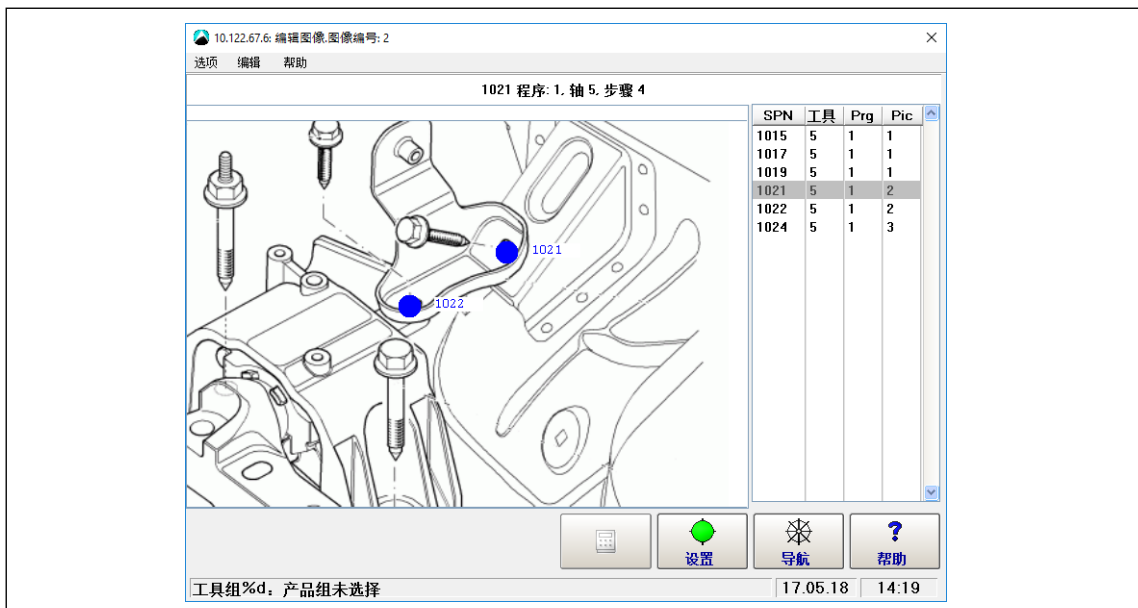 10.122.67.6: 编辑图像.图像编号: 2
选项 编辑 帮助
1021 程序: 1, 轴 5, 步骤 4
SPN 工具 Prg Pic
1015 5 1 1
1017 5 1 1
1019 5 1 1
1021 5 1 2
1022 5 1 2
1024 5 1 3
1021
1022
设置 导航 ? 帮助
工具组%d：产品组未选择 17.05.18 14:19